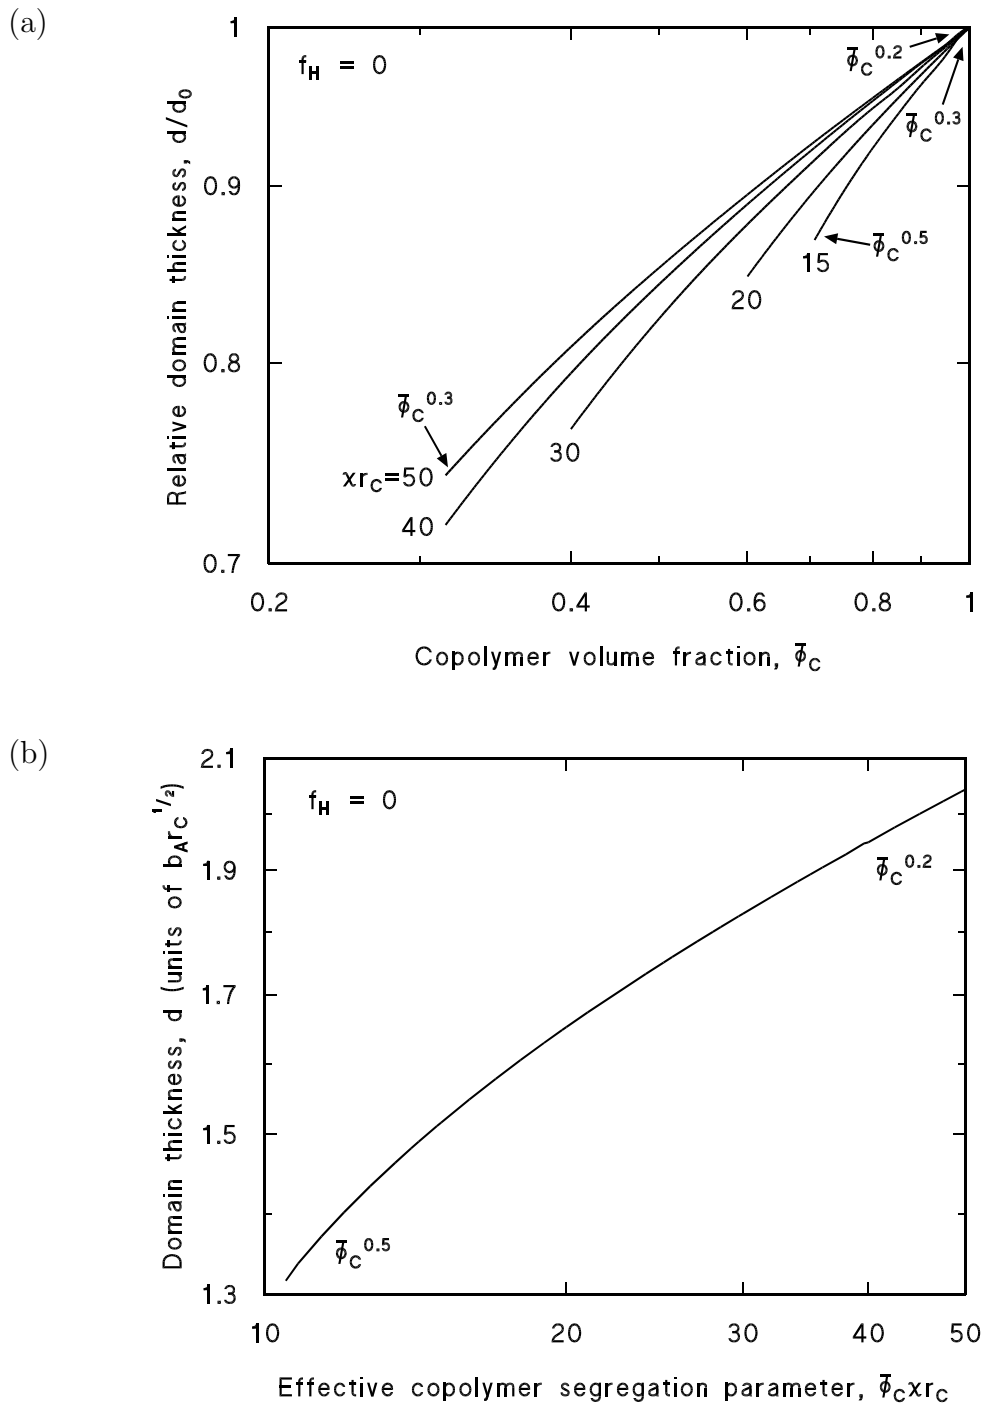 (a)
1
f_H = 0
ϕ̄_C^0.2
ϕ̄_C^0.3
0.9
ϕ̄_C^0.5
15
20
0.8
ϕ̄_C^0.3
30
χr_C=50
40
0.7
0.2 0.4 0.6 0.8 1
Relative domain thickness, d/d_0
Copolymer volume fraction, ϕ̄_C
(b)
2.1
f_H = 0
1.9
ϕ̄_C^0.2
1.7
1.5
ϕ̄_C^0.5
1.3
10 20 30 40 50
Domain thickness, d (units of b_A r_C^1/2)
Effective copolymer segregation parameter, ϕ̄_C χr_C